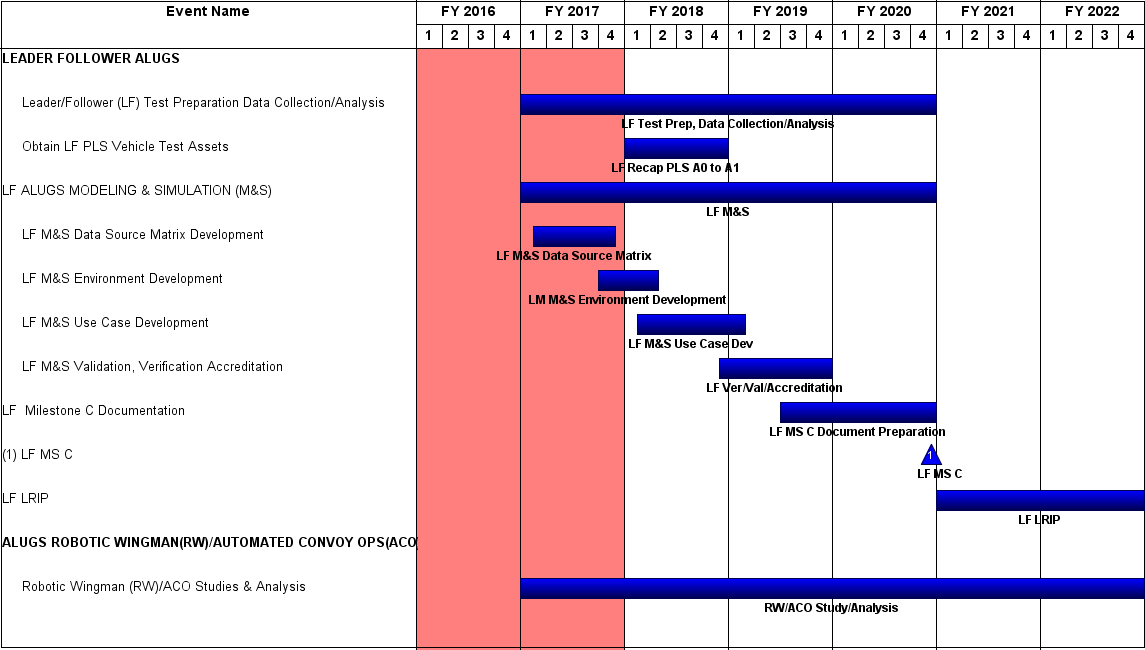 Event Name FY 2016 FY 2017 FY 2018 FY 2019 FY 2020 FY 2021 FY 2022
1 2 3 4 1 2 3 4 1 2 3 4 1 2 3 4 1 2 3 4 1 2 3 4 1 2 3 4
LEADER FOLLOWER ALUGS
Leader/Follower (LF) Test Preparation Data Collection/Analysis
LF Test Prep, Data Collection/Analysis
Obtain LF PLS Vehicle Test Assets
LF Recap PLS A0 to A1
LF ALUGS MODELING & SIMULATION (M&S)
LF M&S
LF M&S Data Source Matrix Development
LF M&S Data Source Matrix
LF M&S Environment Development
LM M&S Environment Development
LF M&S Use Case Development
LF M&S Use Case Dev
LF M&S Validation, Verification Accreditation
LF Ver/Val/Accreditation
LF Milestone C Documentation
LF MS C Document Preparation
(1) LF MS C
1
LF MS C
LF LRIP
LF LRIP
ALUGS ROBOTIC WINGMAN(RW)/AUTOMATED CONVOY OPS(ACO)
Robotic Wingman (RW)/ACO Studies & Analysis
RW/ACO Study/Analysis